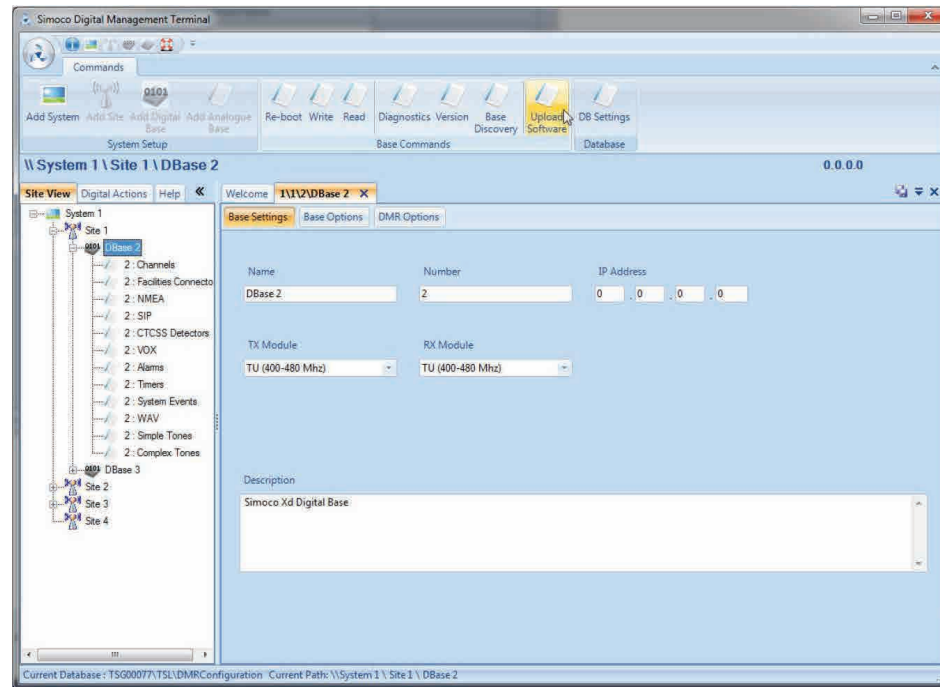 Simoco Digital Management Terminal
Commands
Add System Add Site Add Digital Base Add Analogue Base Re-boot Write Read Diagnostics Version Base Discovery Upload Software DB Settings
System Setup Base Commands Database
\\ System 1 \ Site 1 \ DBase 2 0.0.0.0
Site View Digital Actions Help « Welcome 1\1\2\DBase 2 X
Base Settings Base Options DMR Options
System 1
Site 1
0101 DBase 2
2 : Channels
2 : Facilities Connecto
2 : NMEA
2 : SIP
2 : CTCSS Detectors
2 : VOX
2 : Alarms
2 : Timers
2 : System Events
2 : WAV
2 : Simple Tones
2 : Complex Tones
0101 DBase 3
Site 2
Site 3
Site 4
Name Number IP Address
DBase 2 2 0 . 0 . 0 . 0
TX Module RX Module
TU (400-480 Mhz) TU (400-480 Mhz)
Description
Simoco Xd Digital Base
Current Database : TSG00077\TSL\DMRConfiguration Current Path: \\System 1 \ Site 1 \ DBase 2